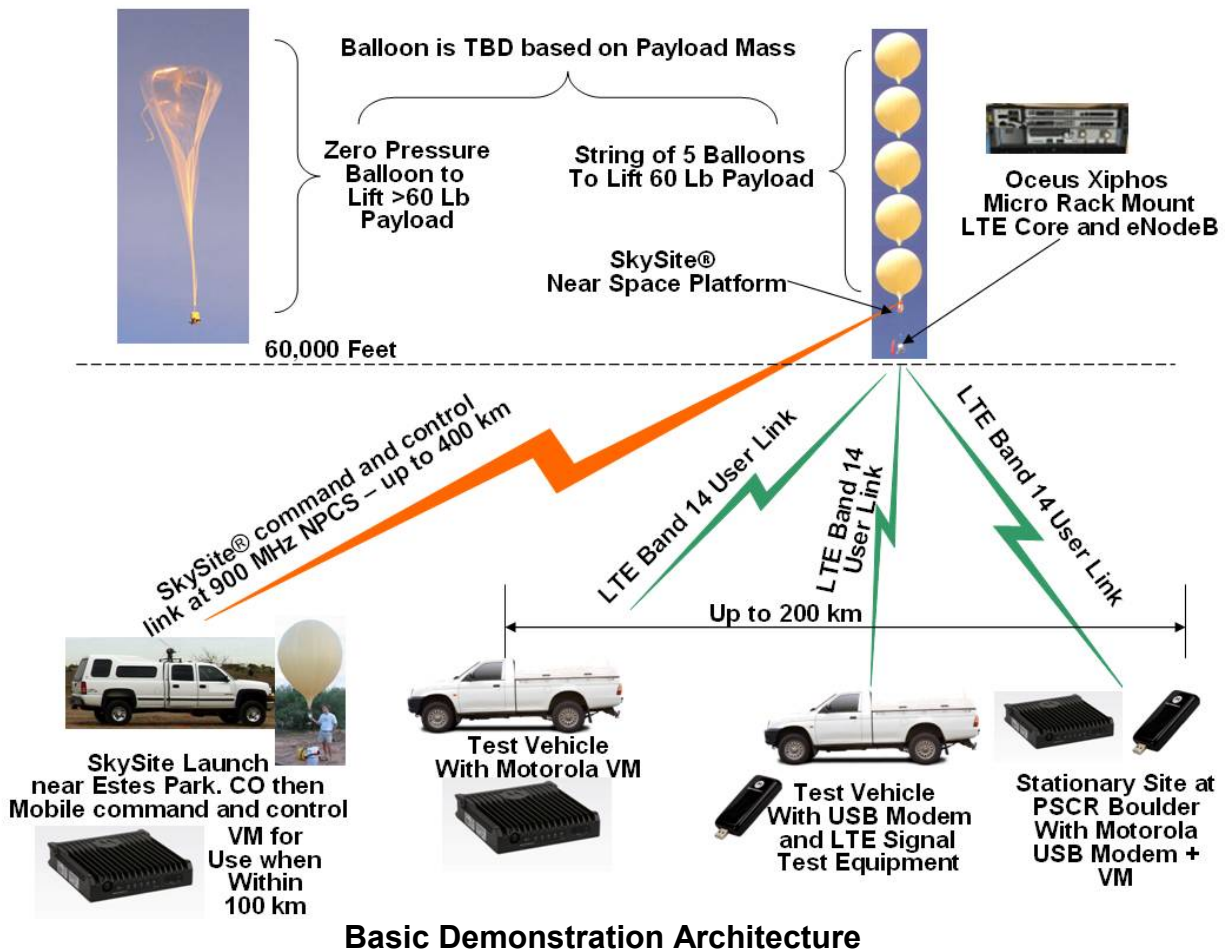 Balloon is TBD based on Payload Mass
Zero Pressure
Balloon to
Lift >60 Lb
Payload
String of 5 Balloons
To Lift 60 Lb Payload
Oceus Xiphos
Micro Rack Mount
LTE Core and eNodeB
SkySite®
Near Space Platform
60,000 Feet
SkySite® command and control
link at 900 MHz NPCS – up to 400 km
LTE Band 14 User Link
LTE Band 14
User Link
LTE Band 14 User Link
Up to 200 km
SkySite Launch
near Estes Park. CO then
Mobile command and control
VM for
Use when
Within
100 km
Test Vehicle
With Motorola VM
Test Vehicle
With USB Modem
and LTE Signal
Test Equipment
Stationary Site at
PSCR Boulder
With Motorola
USB Modem +
VM
Basic Demonstration Architecture